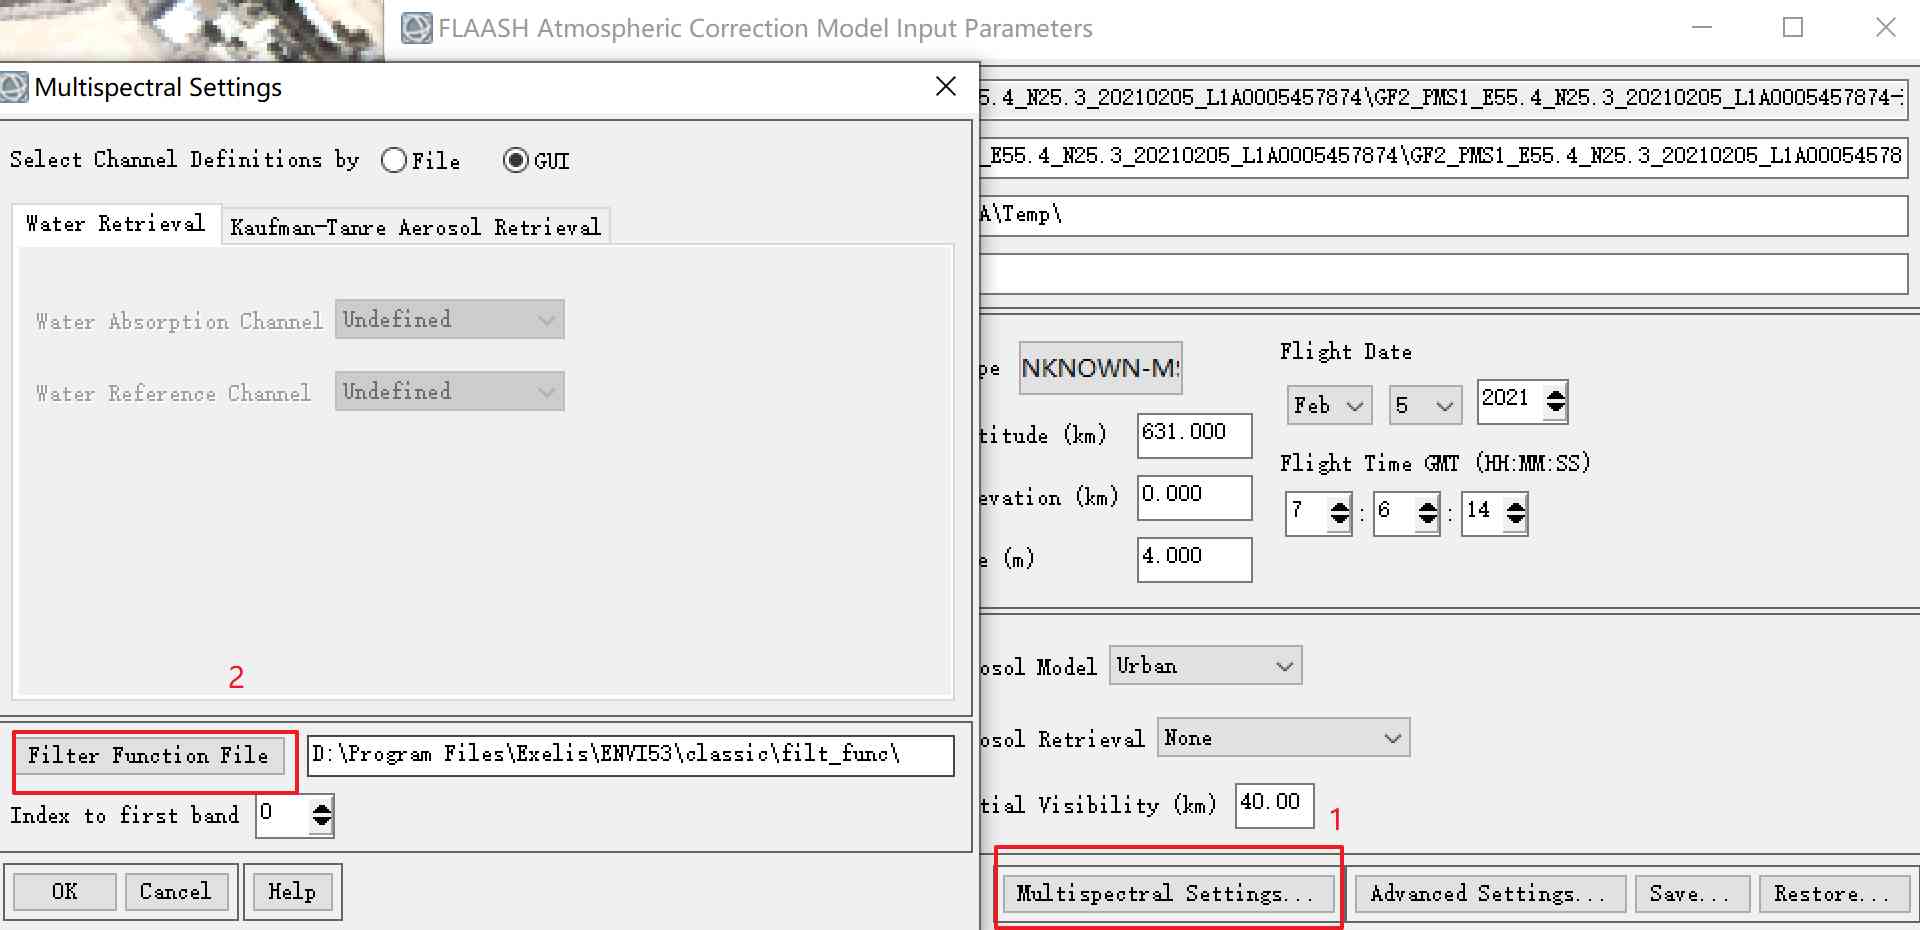 FLAASH Atmospheric Correction Model Input Parameters
Multispectral Settings
5.4_N25.3_20210205_L1A0005457874\GF2_PMS1_E55.4_N25.3_20210205_L1A0005457874-
Select Channel Definitions by File GUI
_E55.4_N25.3_20210205_L1A0005457874\GF2_PMS1_E55.4_N25.3_20210205_L1A00054578
Water Retrieval Kaufman-Tanre Aerosol Retrieval
A\Temp\
Water Absorption Channel Undefined
Water Reference Channel Undefined
pe NKNOWN-MS
Flight Date
Feb 5 2021
titude (km) 631.000
Flight Time GMT (HH:MM:SS)
evation (km) 0.000
7 : 6 : 14
e (m) 4.000
osol Model Urban
2
osol Retrieval None
Filter Function File D:\Program Files\Exelis\ENVI53\classic\filt_func\
tial Visibility (km) 40.00
1
Index to first band 0
OK Cancel Help
Multispectral Settings... Advanced Settings... Save... Restore...